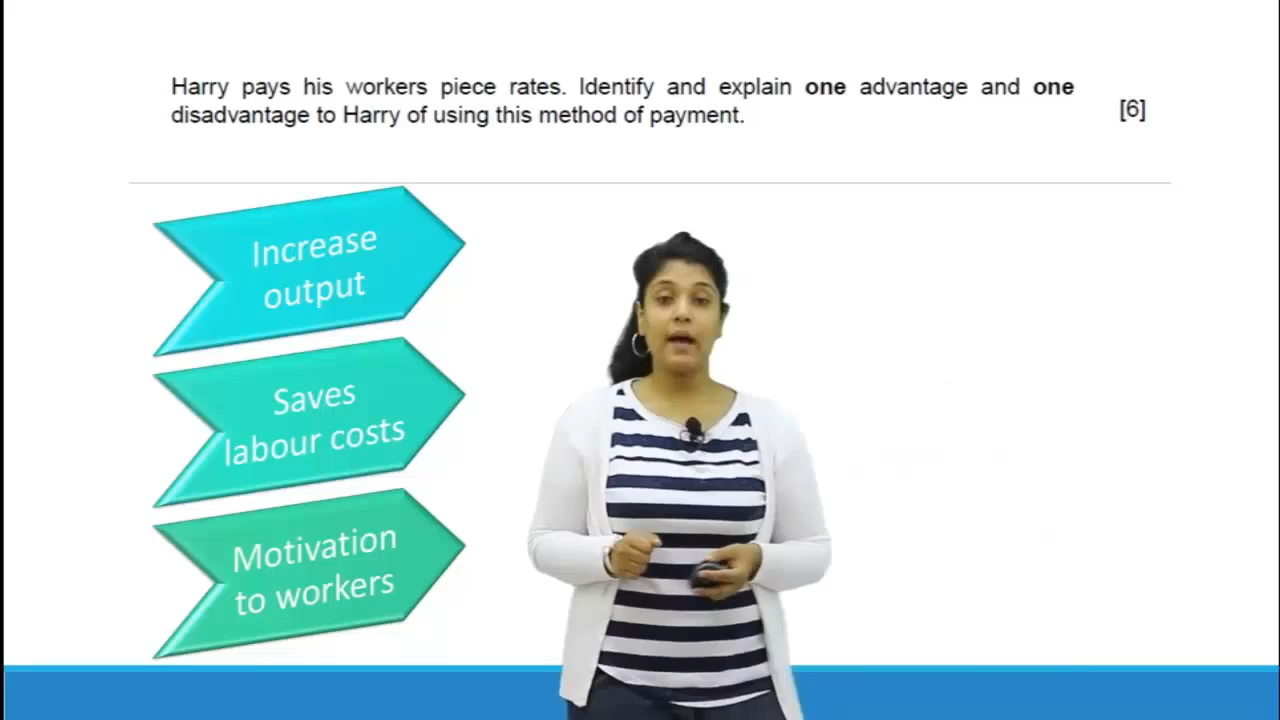 Harry pays his workers piece rates. Identify and explain one advantage and one
disadvantage to Harry of using this method of payment.
[6]
Increase
output
Saves
labour costs
Motivation
to workers